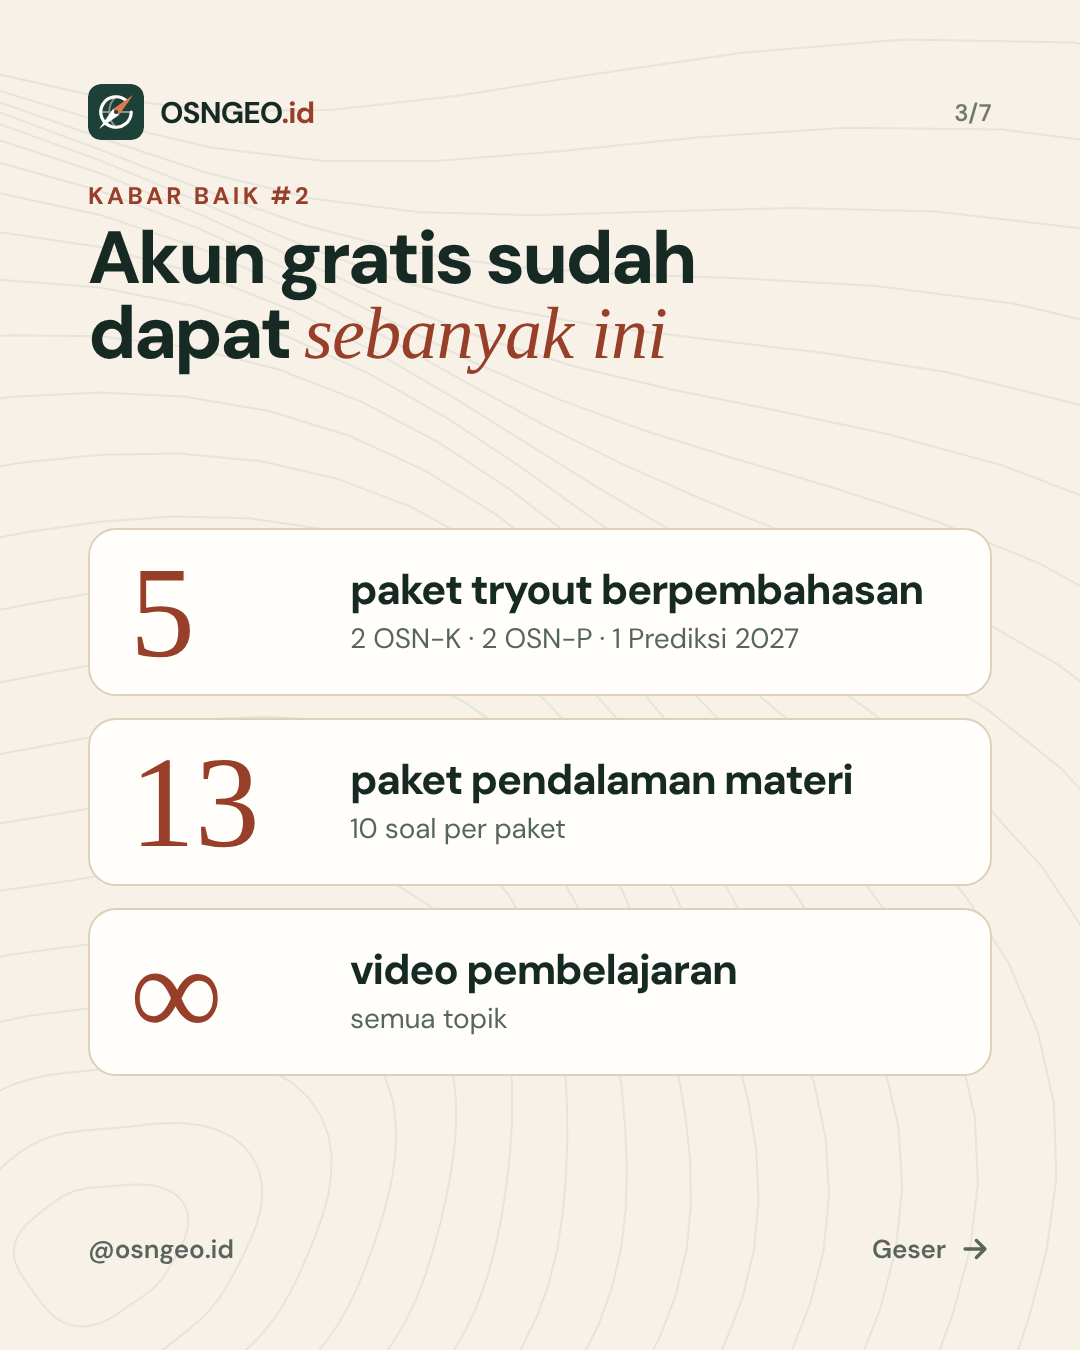 OSNGEO.id
3/7
KABAR BAIK #2
Akun gratis sudah
dapat sebanyak ini
5
paket tryout berpembahasan
2 OSN-K · 2 OSN-P · 1 Prediksi 2027
13
paket pendalaman materi
10 soal per paket
∞
video pembelajaran
semua topik
@osngeo.id
Geser →